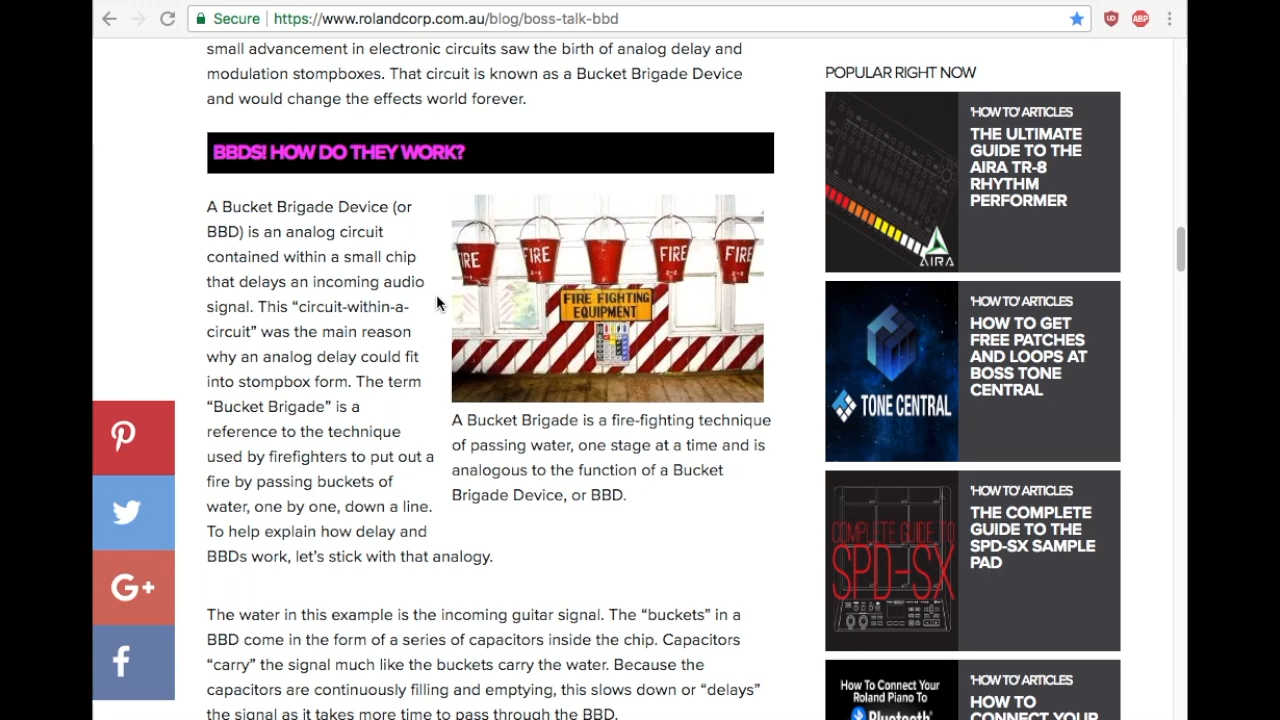 Secure
https://www.rolandcorp.com.au/blog/boss-talk-bbd
UD
ABP
small advancement in electronic circuits saw the birth of analog delay and
modulation stompboxes. That circuit is known as a Bucket Brigade Device
and would change the effects world forever.
BBDS! HOW DO THEY WORK?
A Bucket Brigade Device (or
BBD) is an analog circuit
contained within a small chip
that delays an incoming audio
signal. This “circuit-within-a-
circuit” was the main reason
why an analog delay could fit
into stompbox form. The term
“Bucket Brigade” is a
reference to the technique
used by firefighters to put out a
fire by passing buckets of
water, one by one, down a line.
To help explain how delay and
BBDs work, let’s stick with that analogy.
IRE
FIRE
FIRE
FIRE
FIRE FIGHTING
EQUIPMENT
A Bucket Brigade is a fire-fighting technique
of passing water, one stage at a time and is
analogous to the function of a Bucket
Brigade Device, or BBD.
The water in this example is the incoming guitar signal. The “buckets” in a
BBD come in the form of a series of capacitors inside the chip. Capacitors
“carry” the signal much like the buckets carry the water. Because the
capacitors are continuously filling and emptying, this slows down or “delays”
the signal as it takes more time to pass through the BBD.
G+
POPULAR RIGHT NOW
AIRA
'HOW TO' ARTICLES
THE ULTIMATE
GUIDE TO THE
AIRA TR-8
RHYTHM
PERFORMER
TONE CENTRAL
'HOW TO' ARTICLES
HOW TO GET
FREE PATCHES
AND LOOPS AT
BOSS TONE
CENTRAL
COMPLETE GUIDE TO
SPD-SX
'HOW TO' ARTICLES
THE COMPLETE
GUIDE TO THE
SPD-SX SAMPLE
PAD
How To Connect Your
Roland Piano To
Bluetooth
'HOW TO' ARTICLES
HOW TO
CONNECT YOUR